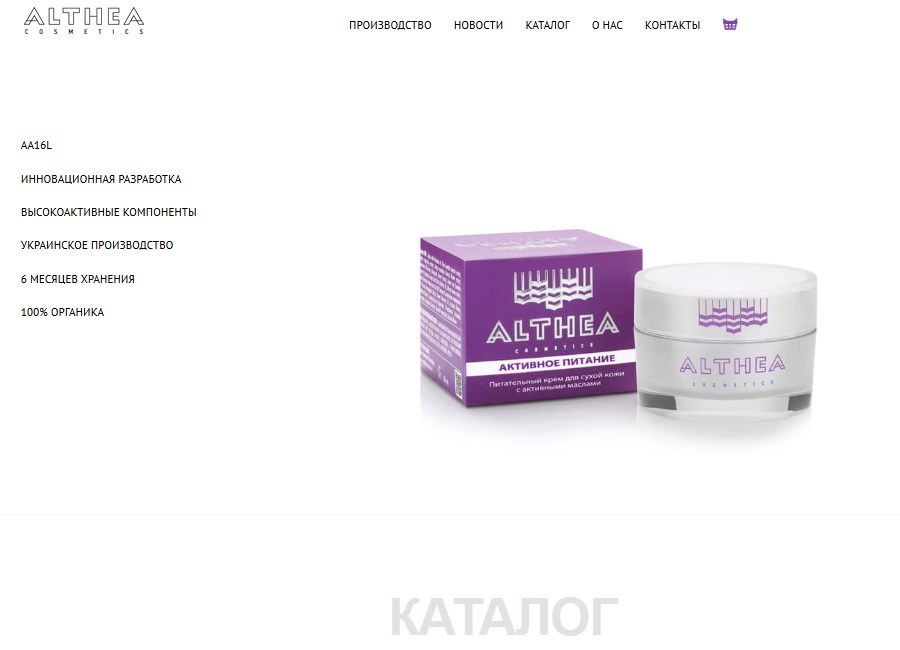 ALTHEA
COSMETICS
ПРОИЗВОДСТВО НОВОСТИ КАТАЛОГ О НАС КОНТАКТЫ
AA16L
ИННОВАЦИОННАЯ РАЗРАБОТКА
ВЫСОКОАКТИВНЫЕ КОМПОНЕНТЫ
УКРАИНСКОЕ ПРОИЗВОДСТВО
6 МЕСЯЦЕВ ХРАНЕНИЯ
100% ОРГАНИКА
ALTHEA
COSMETICS
АКТИВНОЕ ПИТАНИЕ
Питательный крем для сухой кожи
с активными маслами
ALTHEA
COSMETICS
КАТАЛОГ